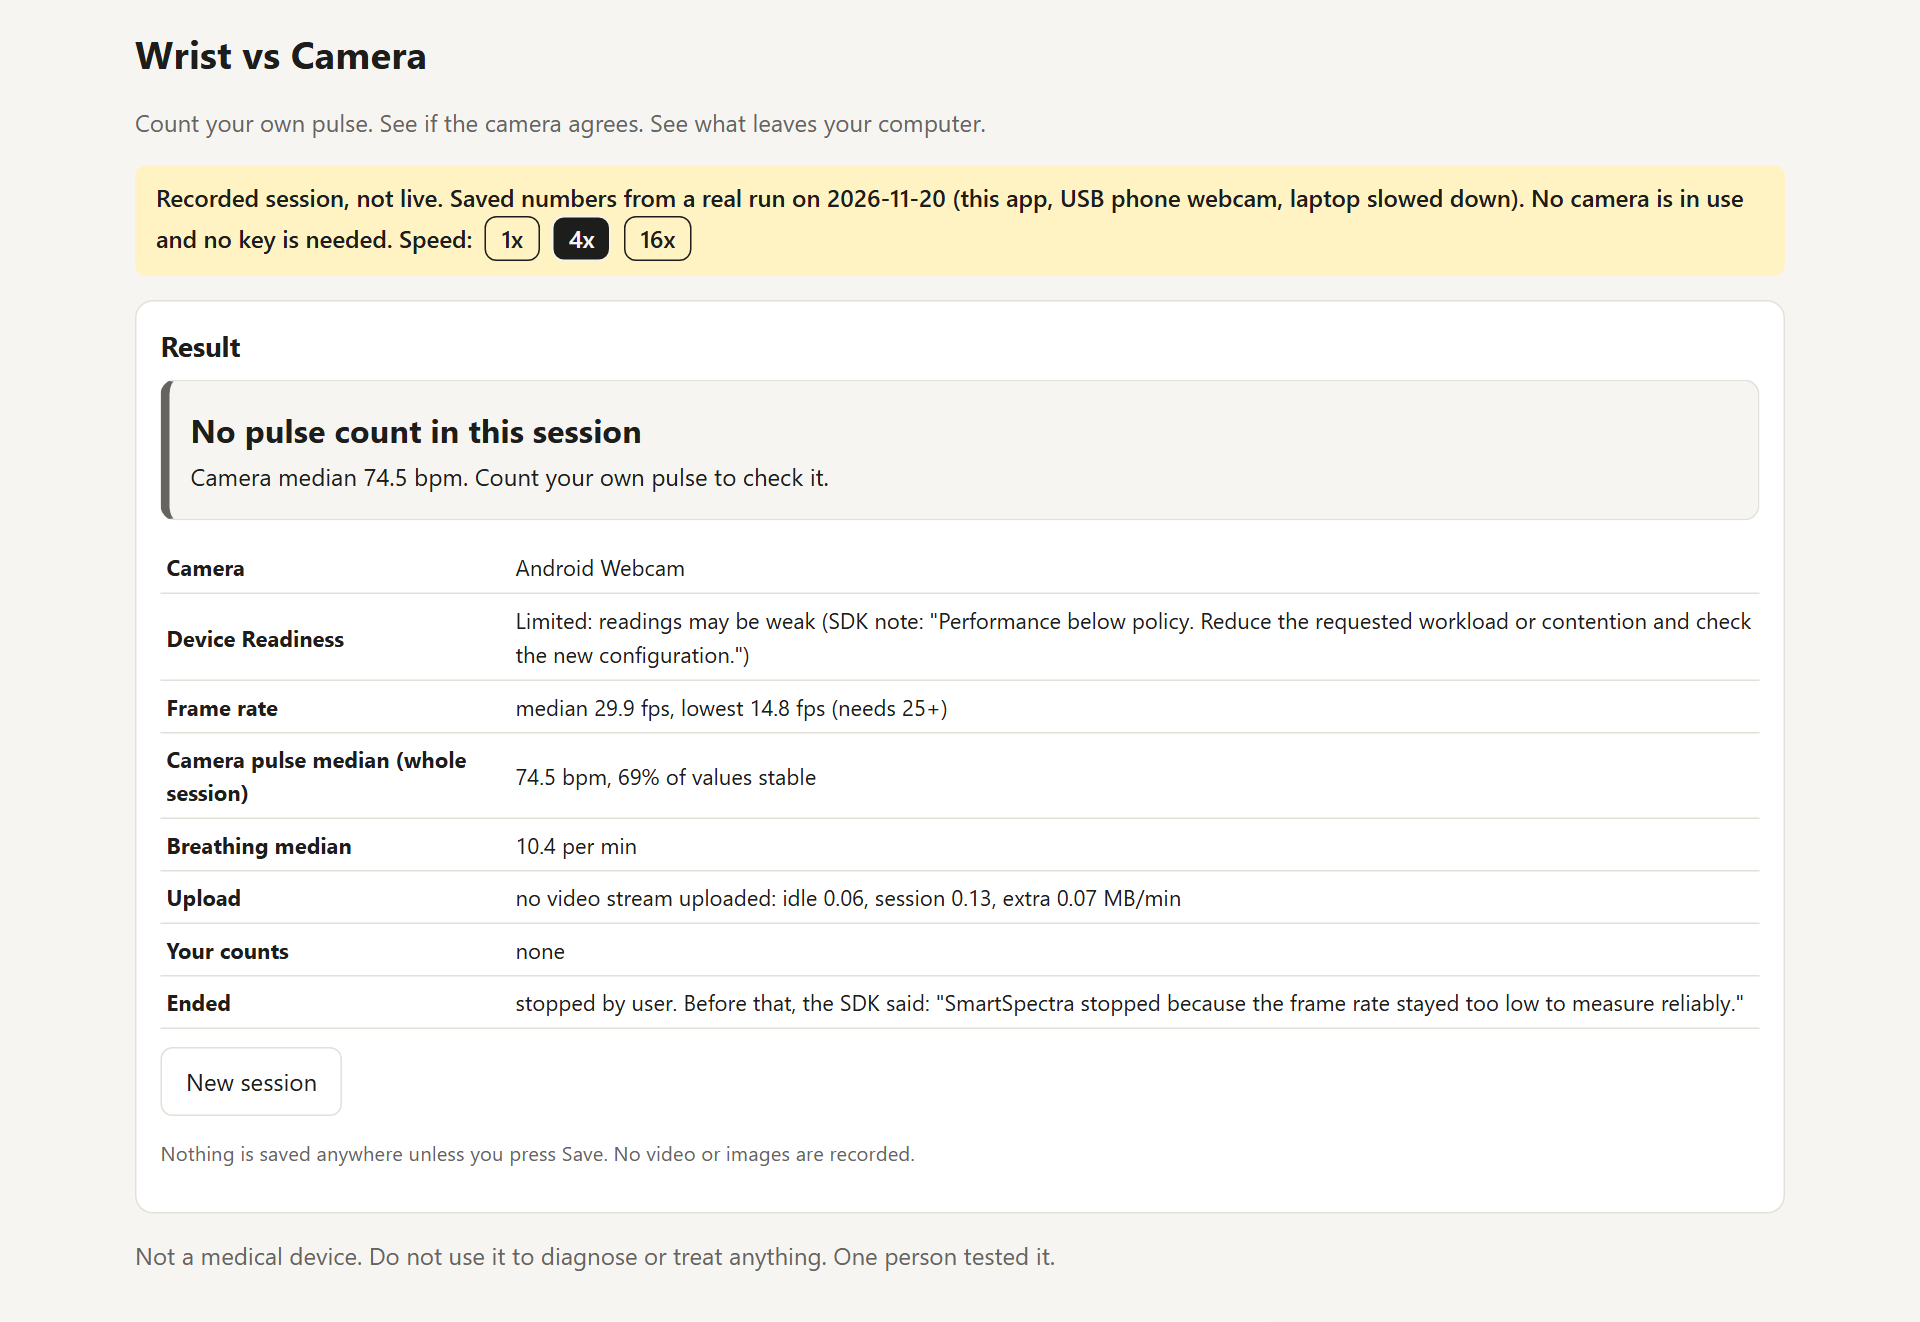 Wrist vs Camera
Count your own pulse. See if the camera agrees. See what leaves your computer.
Recorded session, not live. Saved numbers from a real run on 2026-11-20 (this app, USB phone webcam, laptop slowed down). No camera is in use
and no key is needed. Speed: 1x 4x 16x
Result
No pulse count in this session
Camera median 74.5 bpm. Count your own pulse to check it.
Camera Android Webcam
Device Readiness Limited: readings may be weak (SDK note: "Performance below policy. Reduce the requested workload or contention and check
the new configuration.")
Frame rate median 29.9 fps, lowest 14.8 fps (needs 25+)
Camera pulse median (whole
session) 74.5 bpm, 69% of values stable
Breathing median 10.4 per min
Upload no video stream uploaded: idle 0.06, session 0.13, extra 0.07 MB/min
Your counts none
Ended stopped by user. Before that, the SDK said: "SmartSpectra stopped because the frame rate stayed too low to measure reliably."
New session
Nothing is saved anywhere unless you press Save. No video or images are recorded.
Not a medical device. Do not use it to diagnose or treat anything. One person tested it.